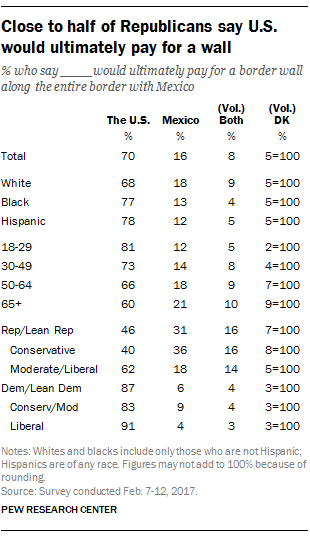 Close to half of Republicans say U.S.
would ultimately pay for a wall
% who say ____ would ultimately pay for a border wall
along the entire border with Mexico
The U.S. Mexico (Vol.) Both (Vol.) DK
% % % %
Total 70 16 8 5=100
White 68 18 9 5=100
Black 77 13 4 5=100
Hispanic 78 12 5 5=100
18-29 81 12 5 2=100
30-49 73 14 8 4=100
50-64 66 18 9 7=100
65+ 60 21 10 9=100
Rep/Lean Rep 46 31 16 7=100
Conservative 40 36 16 8=100
Moderate/Liberal 62 18 14 5=100
Dem/Lean Dem 87 6 4 3=100
Conserv/Mod 83 9 4 3=100
Liberal 91 4 3 3=100
Notes: Whites and blacks include only those who are not Hispanic;
Hispanics are of any race. Figures may not add to 100% because of
rounding.
Source: Survey conducted Feb. 7-12, 2017.
PEW RESEARCH CENTER